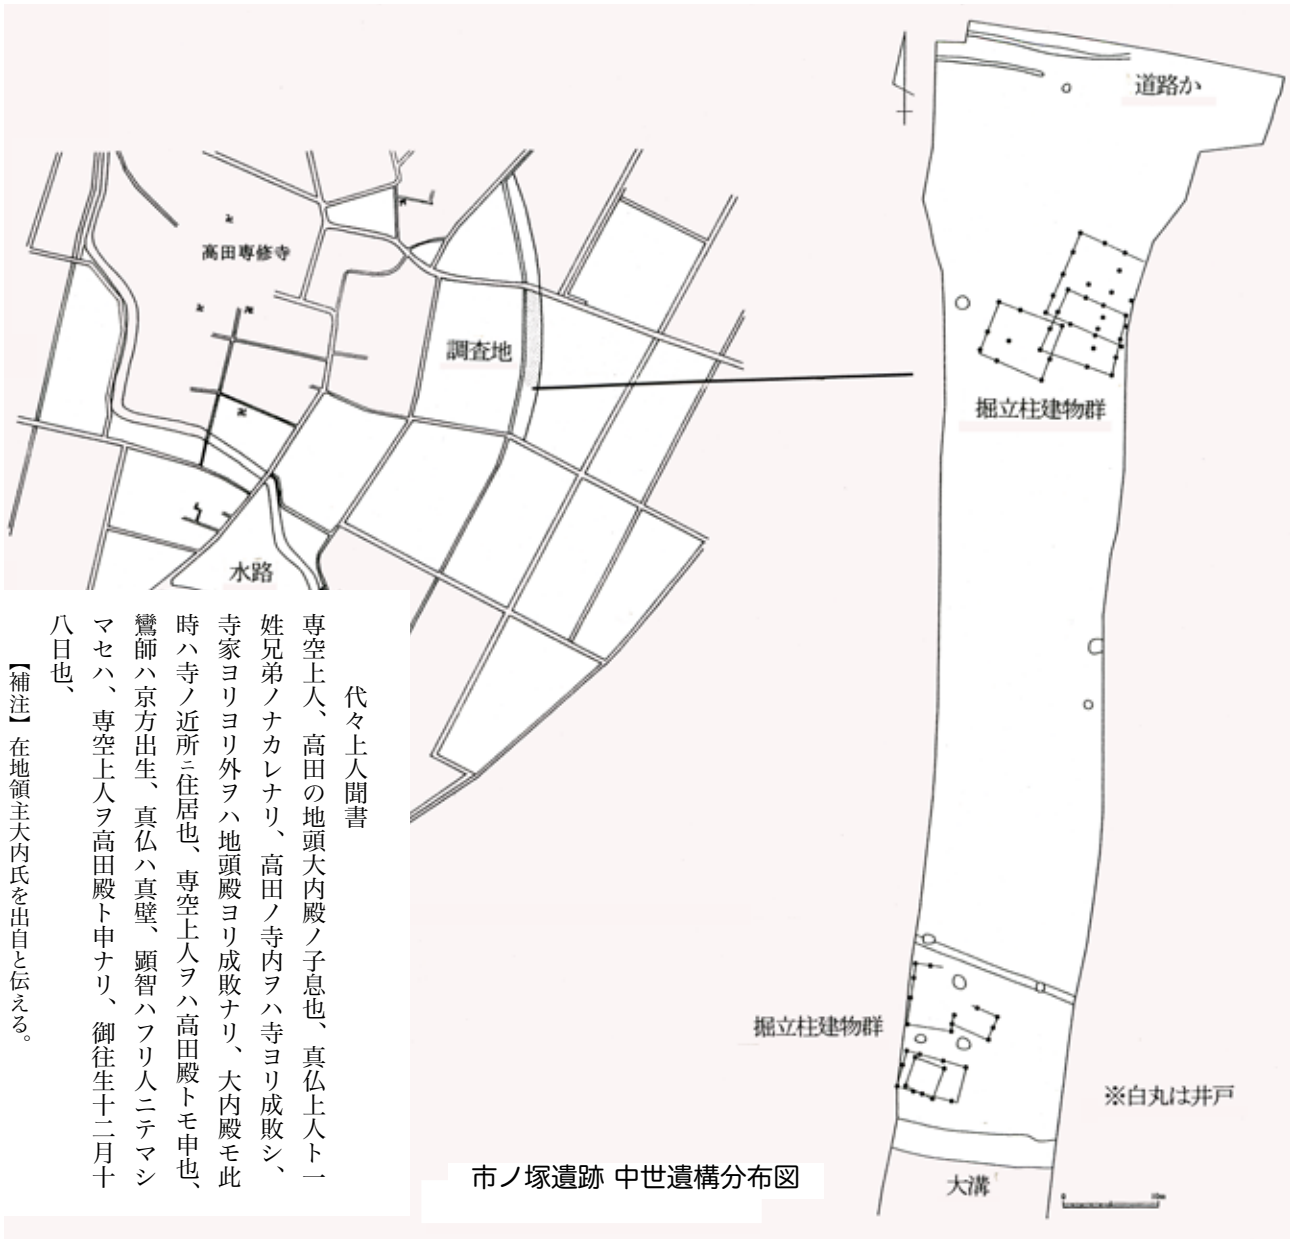 道路か
高田専修寺
調査地
掘立柱建物群
水路
代々上人聞書
専空上人、高田の地頭大内殿ノ子息也、真仏上人ト一
姓兄弟ノナカレナリ、高田ノ寺内ヲハ寺ヨリ成敗シ、
寺家ヨリヨリ外ヲハ地頭殿ヨリ成敗ナリ、大内殿モ此
時ハ寺ノ近所ニ住居也、専空上人ヲハ高田殿トモ申也、
鸞師ハ京方出生、真仏ハ真壁、顕智ハフリ人ニテマシ
マセハ、専空上人ヲ高田殿ト申ナリ、御往生十二月十
八日也、
【補注】在地領主大内氏を出自と伝える。
掘立柱建物群
※白丸は井戸
大溝
0 10m
市ノ塚遺跡 中世遺構分布図